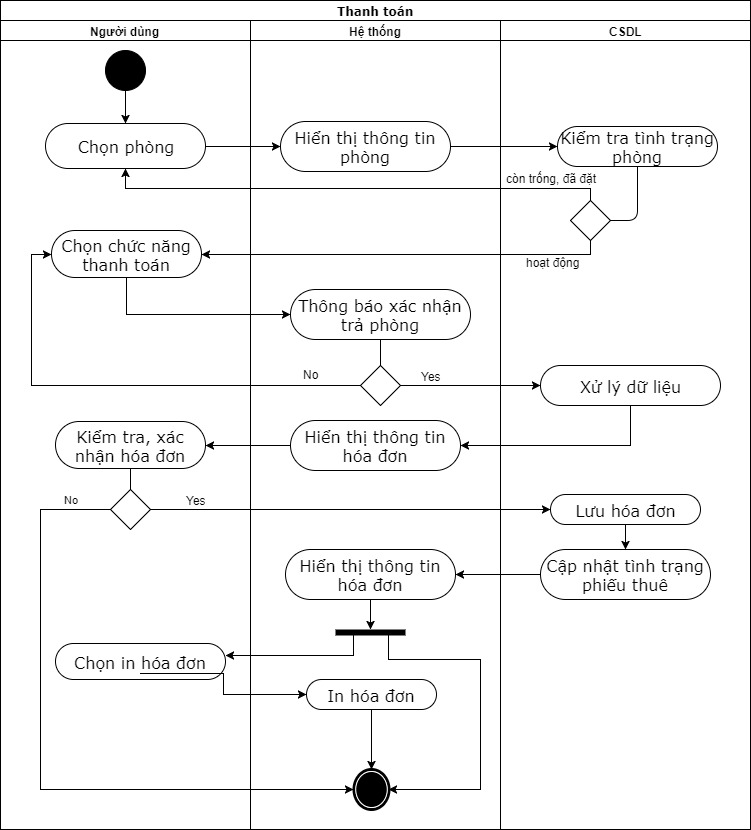 Thanh toán
Người dùng
Hệ thống
CSDL
Chọn phòng
Hiển thị thông tin
phòng
Kiểm tra tình trạng
phòng
còn trống, đã đặt
hoạt động
Chọn chức năng
thanh toán
Thông báo xác nhận
trả phòng
No
Yes
Xử lý dữ liệu
Kiểm tra, xác
nhận hóa đơn
Hiển thị thông tin
hóa đơn
No
Yes
Lưu hóa đơn
Hiển thị thông tin
hóa đơn
Cập nhật tình trạng
phiếu thuê
Chọn in hóa đơn
In hóa đơn